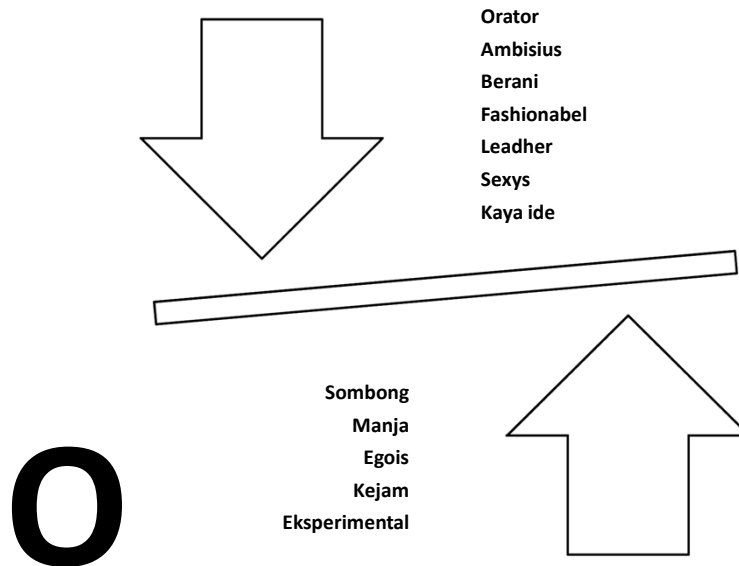 Orator
Ambisius
Berani
Fashionabel
Leadher
Sexys
Kaya ide
Sombong
Manja
Egois
Kejam
Eksperimental
O